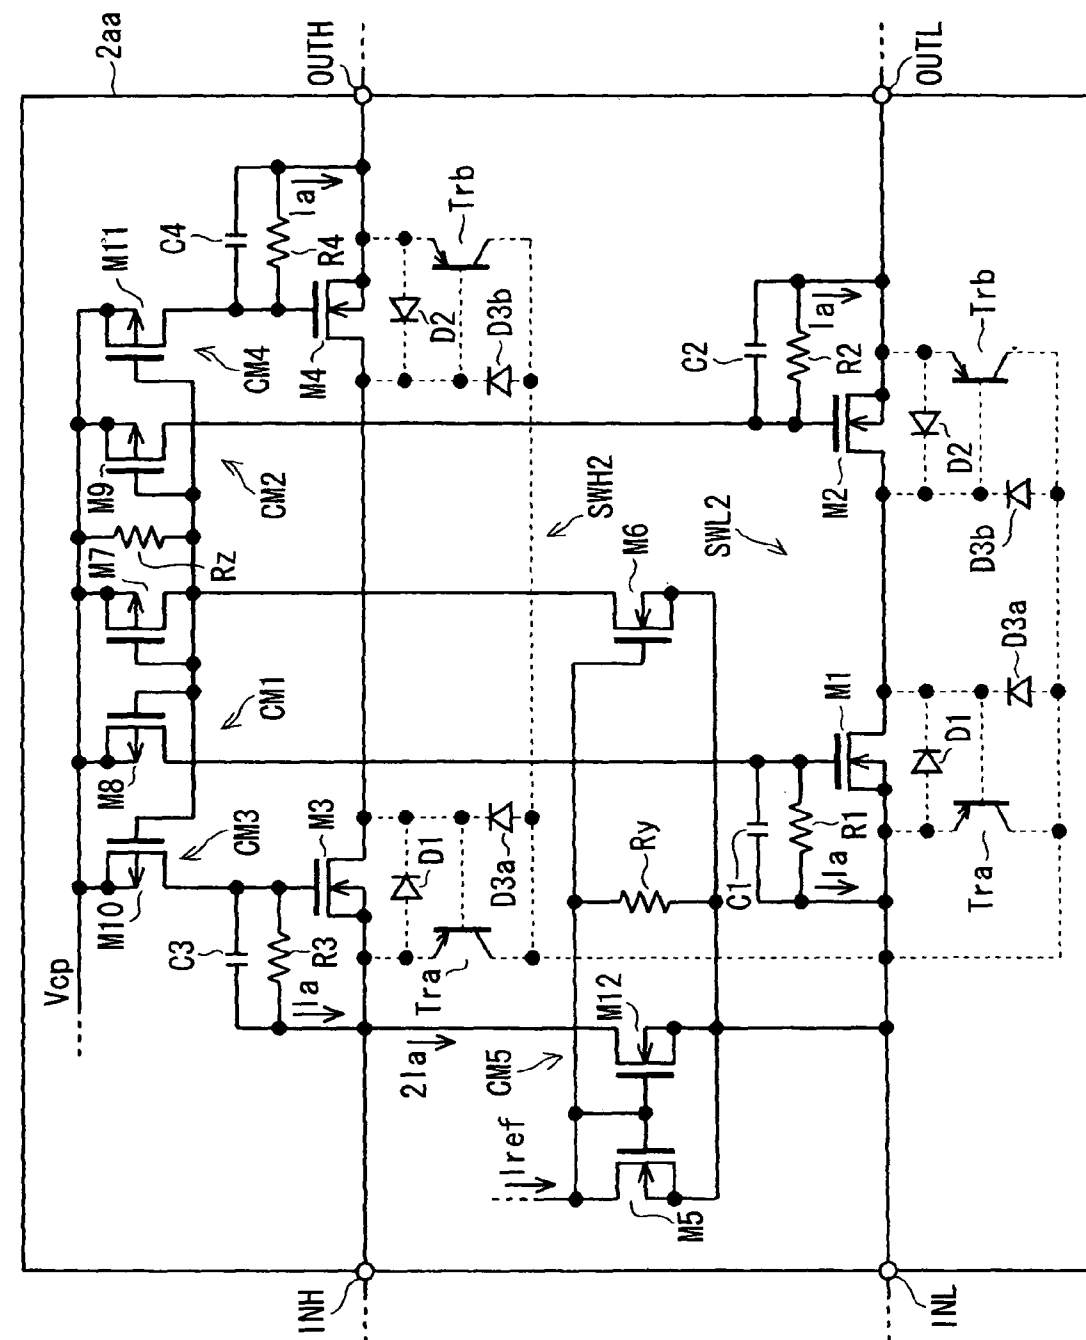 2aa
OUTH
OUTL
Vcp
M10
CM3
M8
CM1
M7
Rz
M9
CM2
M11
CM4
C3
R3
Ia
M3
D1
Tra
D3a
C4
R4
Ia
M4
D2
Trb
D3b
SWH2
2Ia
CM5
M12
Iref
M5
Ry
M6
SWL2
C1
R1
Ia
M1
D1
Tra
D3a
C2
R2
Ia
M2
D2
Trb
D3b
INH
INL